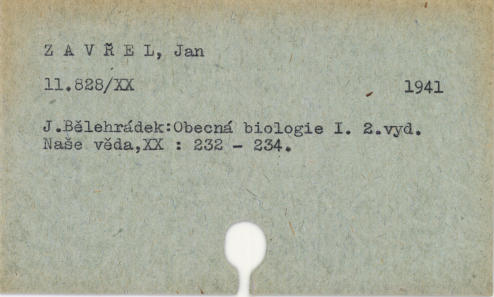 Z A V Ř E L, Jan
11.828/XX 1941
J.Bělehrádek:Obecná biologie I. 2.vyd.
Naše věda,XX : 232 - 234.